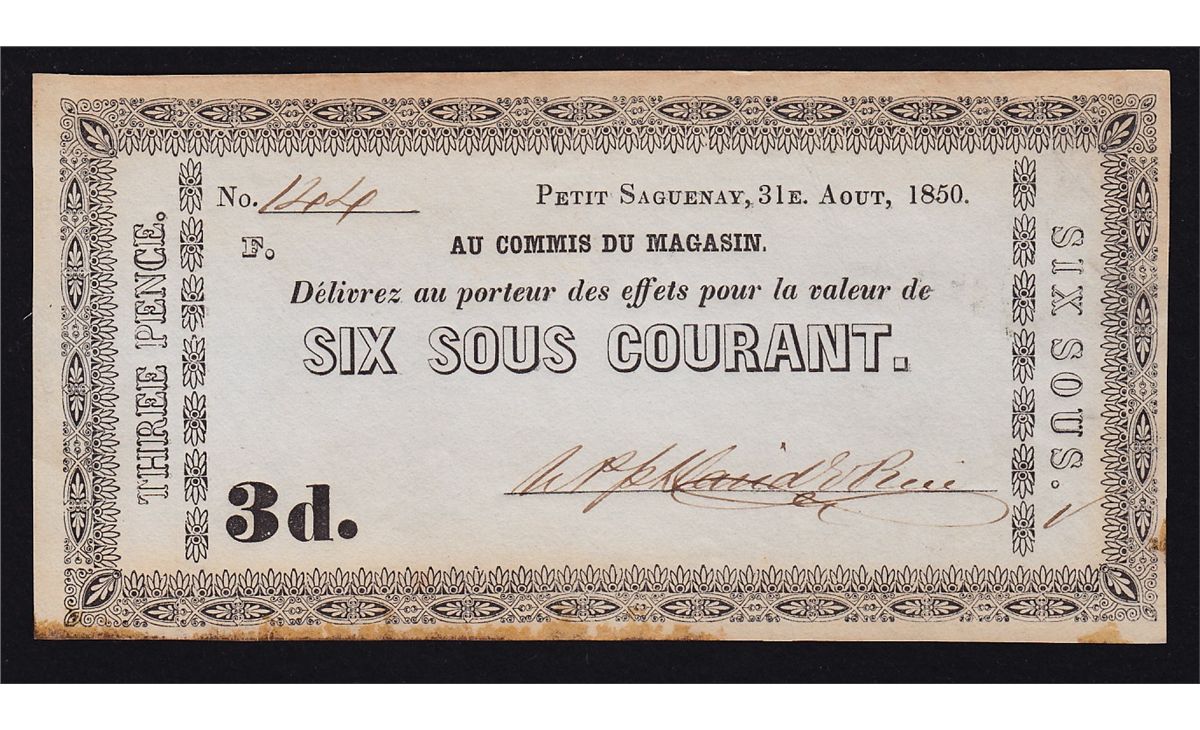 No. 144
PETIT SAGUENAY, 31E. AOUT, 1850.
F.
AU COMMIS DU MAGASIN.
Délivrez au porteur des effets pour la valeur de
SIX SOUS COURANT.
3d.
THREE PENCE.
SIX SOUS.